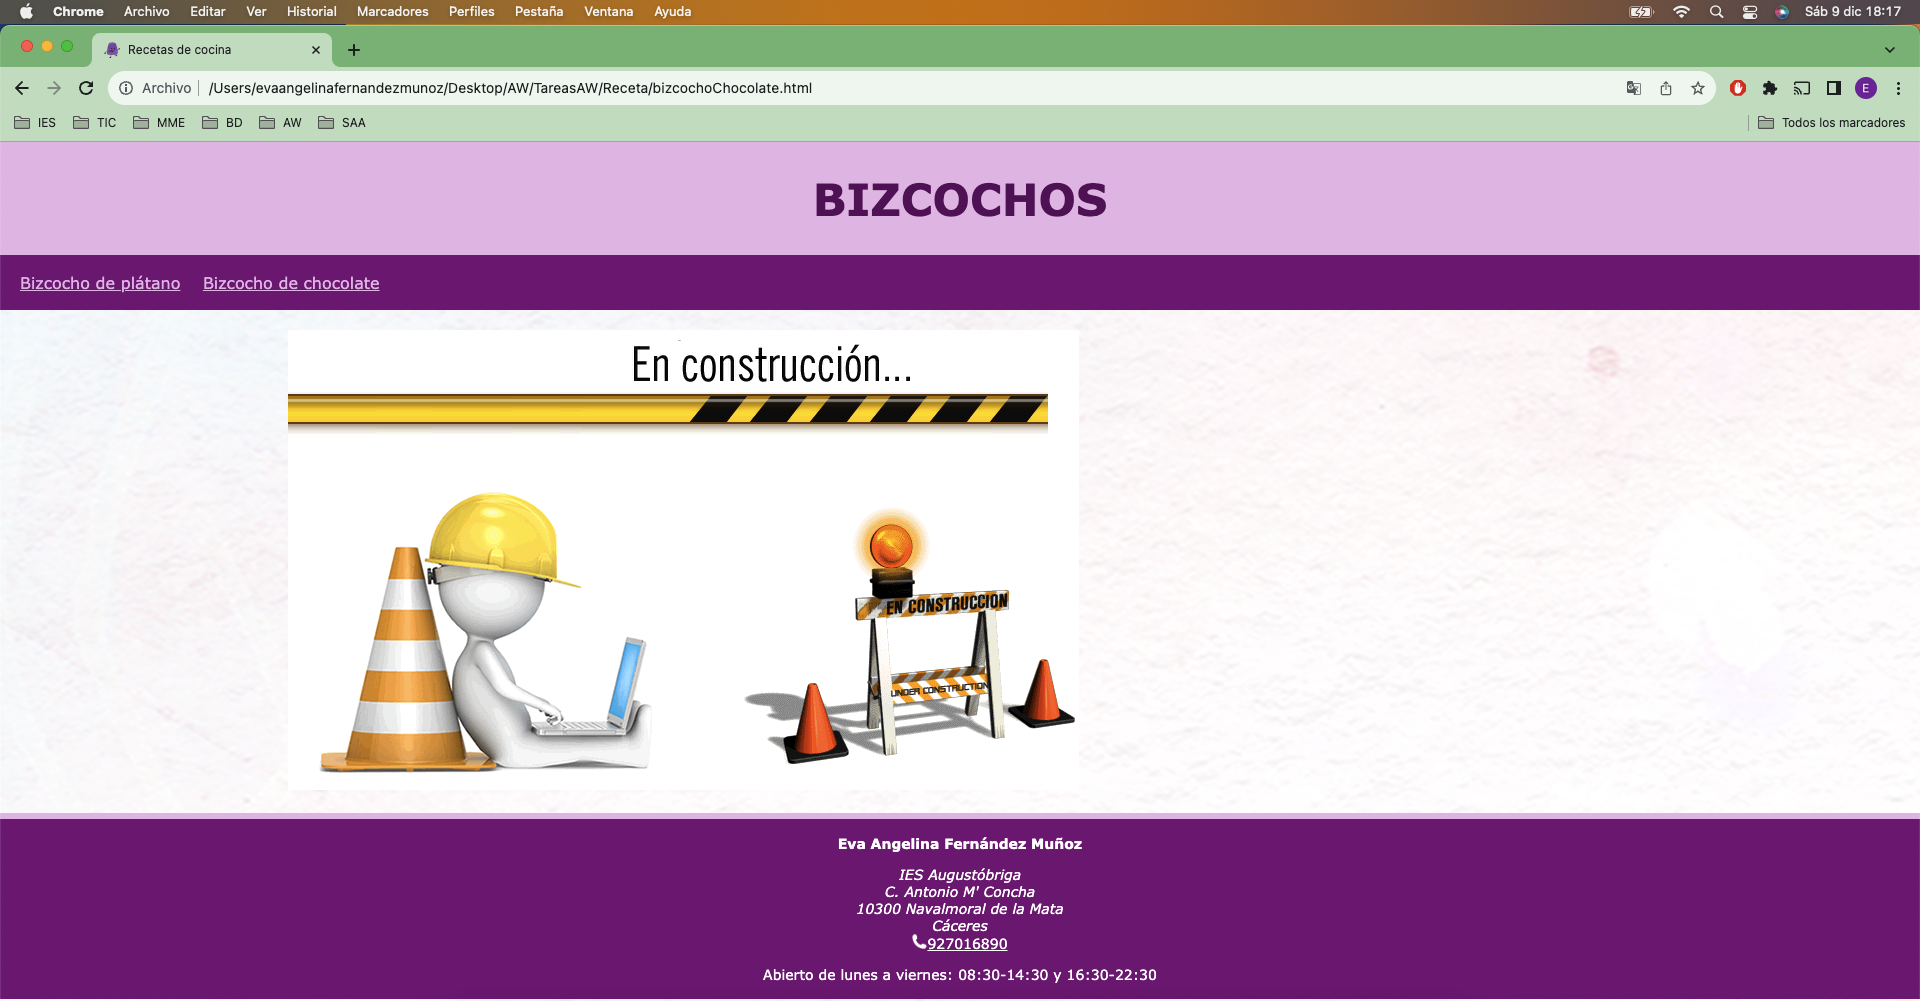 Chrome Archivo Editar Ver Historial Marcadores Perfiles Pestaña Ventana Ayuda Sáb 9 dic 18:17
Recetas de cocina
Archivo /Users/evaangelinafernandezmunoz/Desktop/AW/TareasAW/Receta/bizcochoChocolate.html E
IES TIC MME BD AW SAA Todos los marcadores
BIZCOCHOS
Bizcocho de plátano Bizcocho de chocolate
En construcción...
EN CONSTRUCCION
UNDER CONSTRUCTION
Eva Angelina Fernández Muñoz
IES Augustóbriga
C. Antonio M' Concha
10300 Navalmoral de la Mata
Cáceres
927016890
Abierto de lunes a viernes: 08:30-14:30 y 16:30-22:30